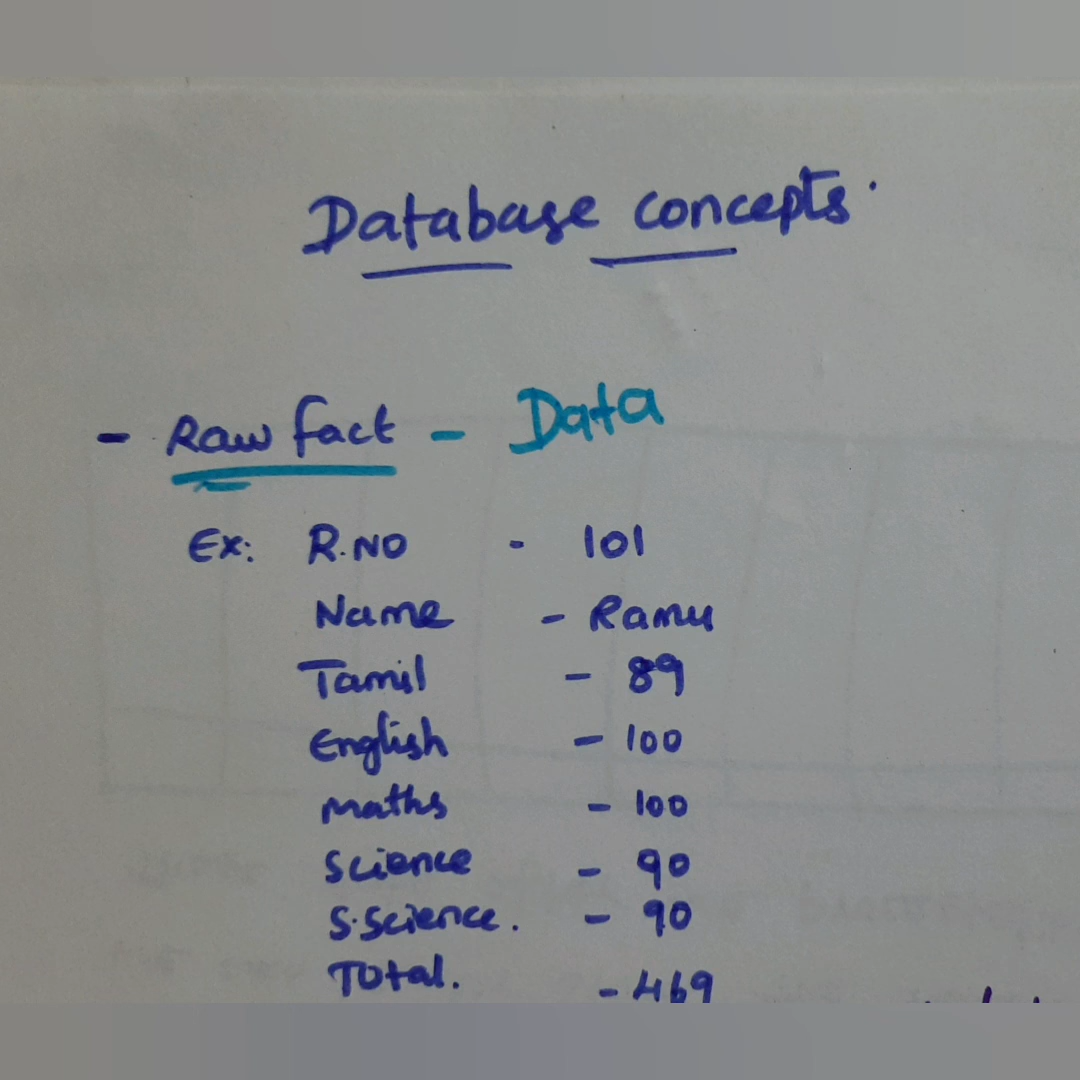 Database concepts.
- Raw fact - Data
Ex: R.NO - 101
Name - Ramu
Tamil - 89
English - 100
maths - 100
Science - 90
S.Science. - 90
Total. - 469